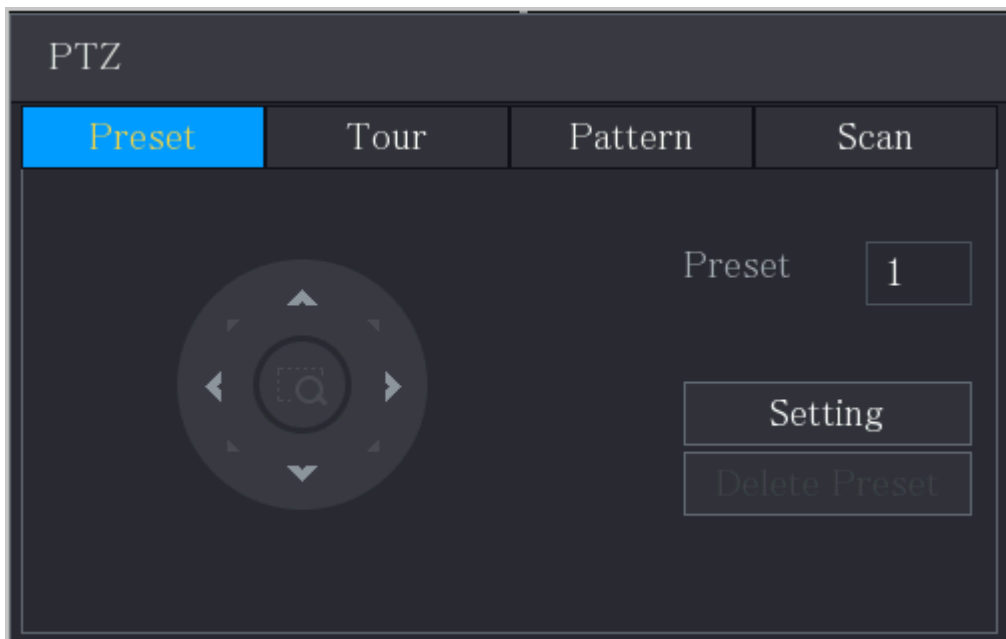 PTZ
Preset Tour Pattern Scan
Preset 1
Setting
Delete Preset